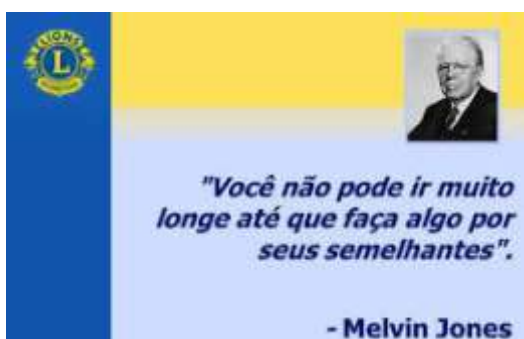 LIONS
L
"Você não pode ir muito
longe até que faça algo por
seus semelhantes".
- Melvin Jones